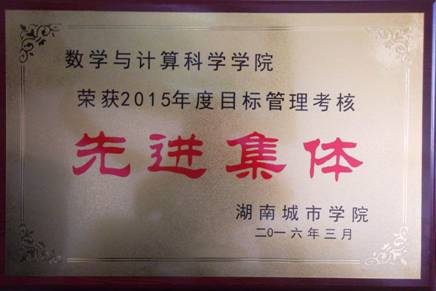 数学与计算科学学院
荣获2015年度目标管理考核
先进集体
湖南城市学院
二〇一六年三月